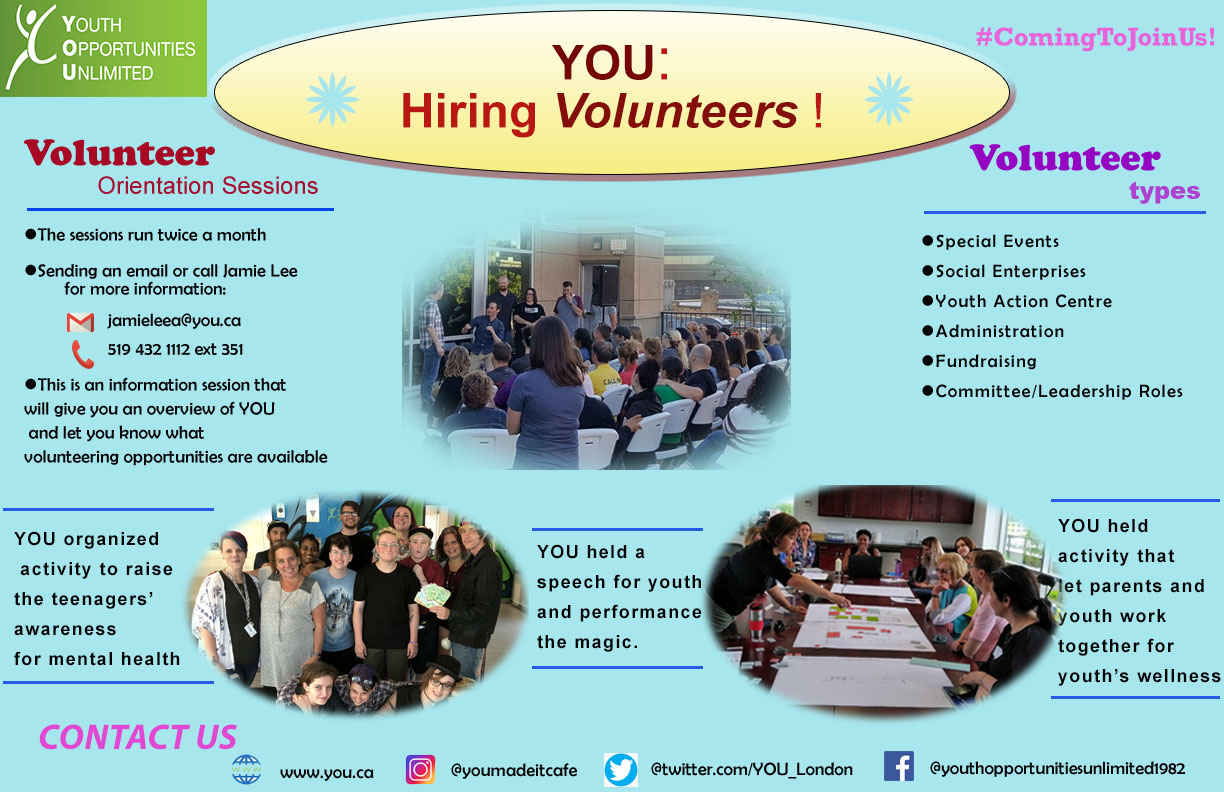 YOUTH
OPPORTUNITIES
UNLIMITED
YOU:
Hiring Volunteers !
#ComingToJoinUs!
Volunteer
Orientation Sessions
●The sessions run twice a month
●Sending an email or call Jamie Lee
for more information:
jamieleea@you.ca
519 432 1112 ext 351
●This is an information session that
will give you an overview of YOU
and let you know what
volunteering opportunities are available
Volunteer
types
●Special Events
●Social Enterprises
●Youth Action Centre
●Administration
●Fundraising
●Committee/Leadership Roles
YOU organized
activity to raise
the teenagers’
awareness
for mental health
YOU held a
speech for youth
and performance
the magic.
YOU held
activity that
let parents and
youth work
together for
youth’s wellness
CONTACT US
www.you.ca
@youmadeitcafe
@twitter.com/YOU_London
@youthopportunitiesunlimited1982